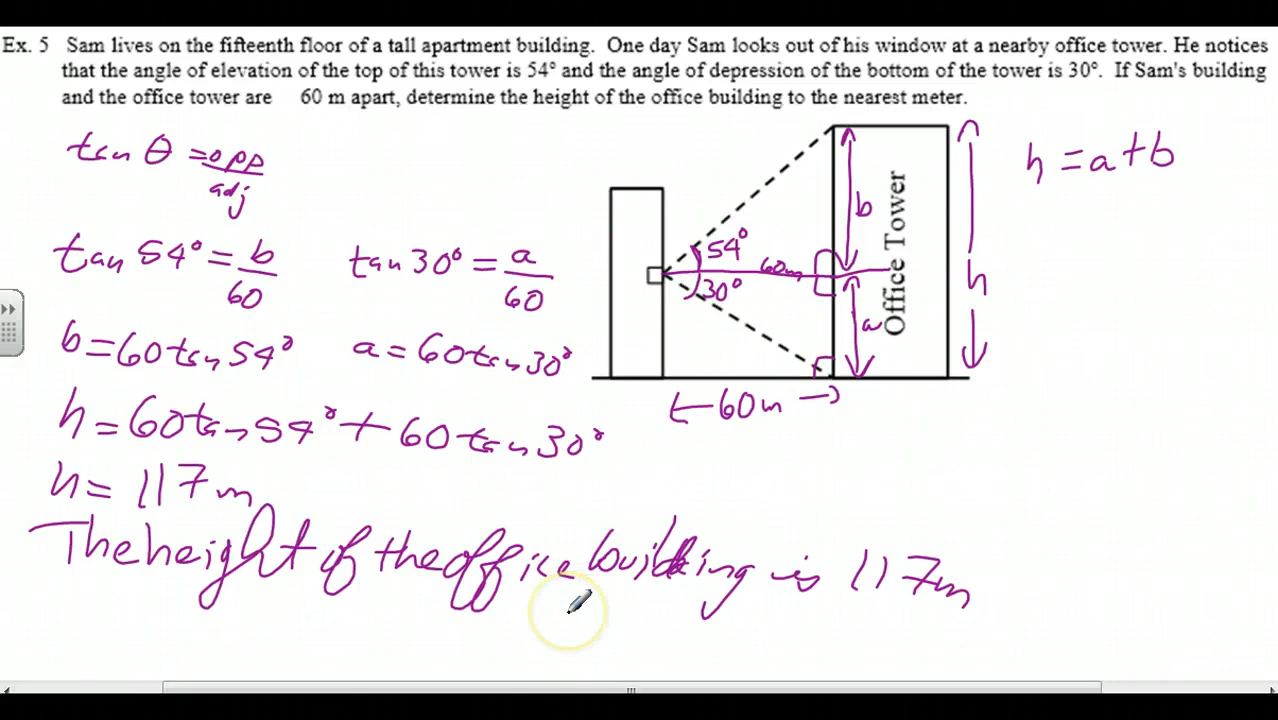 Ex. 5 Sam lives on the fifteenth floor of a tall apartment building. One day Sam looks out of his window at a nearby office tower. He notices
that the angle of elevation of the top of this tower is 54° and the angle of depression of the bottom of the tower is 30°. If Sam's building
and the office tower are 60 m apart, determine the height of the office building to the nearest meter.
tan θ = opp/adj
h = a + b
tan 54° = b/60
tan 30° = a/60
b = 60 tan 54°
a = 60 tan 30°
h = 60 tan 54° + 60 tan 30°
h = 117 m
The height of the office building is 117m
54°
60m
30°
b
a
Office Tower
h
60m